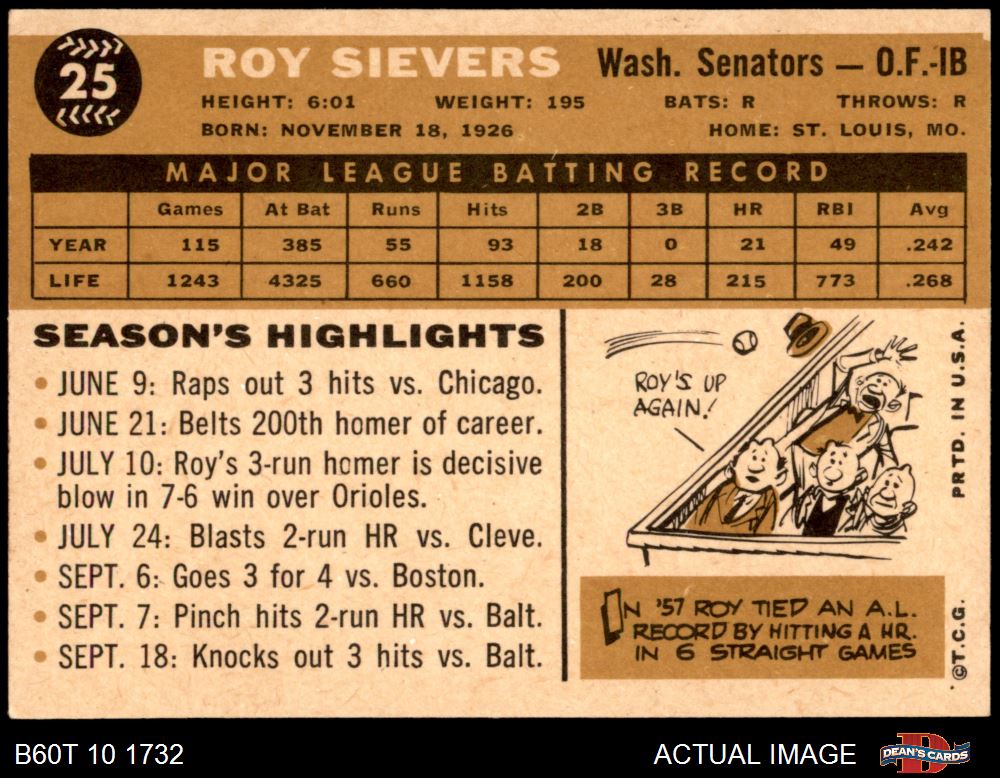 25
ROY SIEVERS Wash. Senators — O.F.-IB
HEIGHT: 6:01 WEIGHT: 195 BATS: R THROWS: R
BORN: NOVEMBER 18, 1926 HOME: ST. LOUIS, MO.
MAJOR LEAGUE BATTING RECORD
Games At Bat Runs Hits 2B 3B HR RBI Avg
YEAR 115 385 55 93 18 0 21 49 .242
LIFE 1243 4325 660 1158 200 28 215 773 .268
SEASON'S HIGHLIGHTS
• JUNE 9: Raps out 3 hits vs. Chicago.
• JUNE 21: Belts 200th homer of career.
• JULY 10: Roy's 3-run homer is decisive
blow in 7-6 win over Orioles.
• JULY 24: Blasts 2-run HR vs. Cleve.
• SEPT. 6: Goes 3 for 4 vs. Boston.
• SEPT. 7: Pinch hits 2-run HR vs. Balt.
• SEPT. 18: Knocks out 3 hits vs. Balt.
ROY'S UP
AGAIN!
IN '57 ROY TIED AN A.L.
RECORD BY HITTING A HR.
IN 6 STRAIGHT GAMES
PRTD. IN U.S.A.
©T.C.G.
B60T 10 1732 ACTUAL IMAGE
D
DEAN'S CARDS